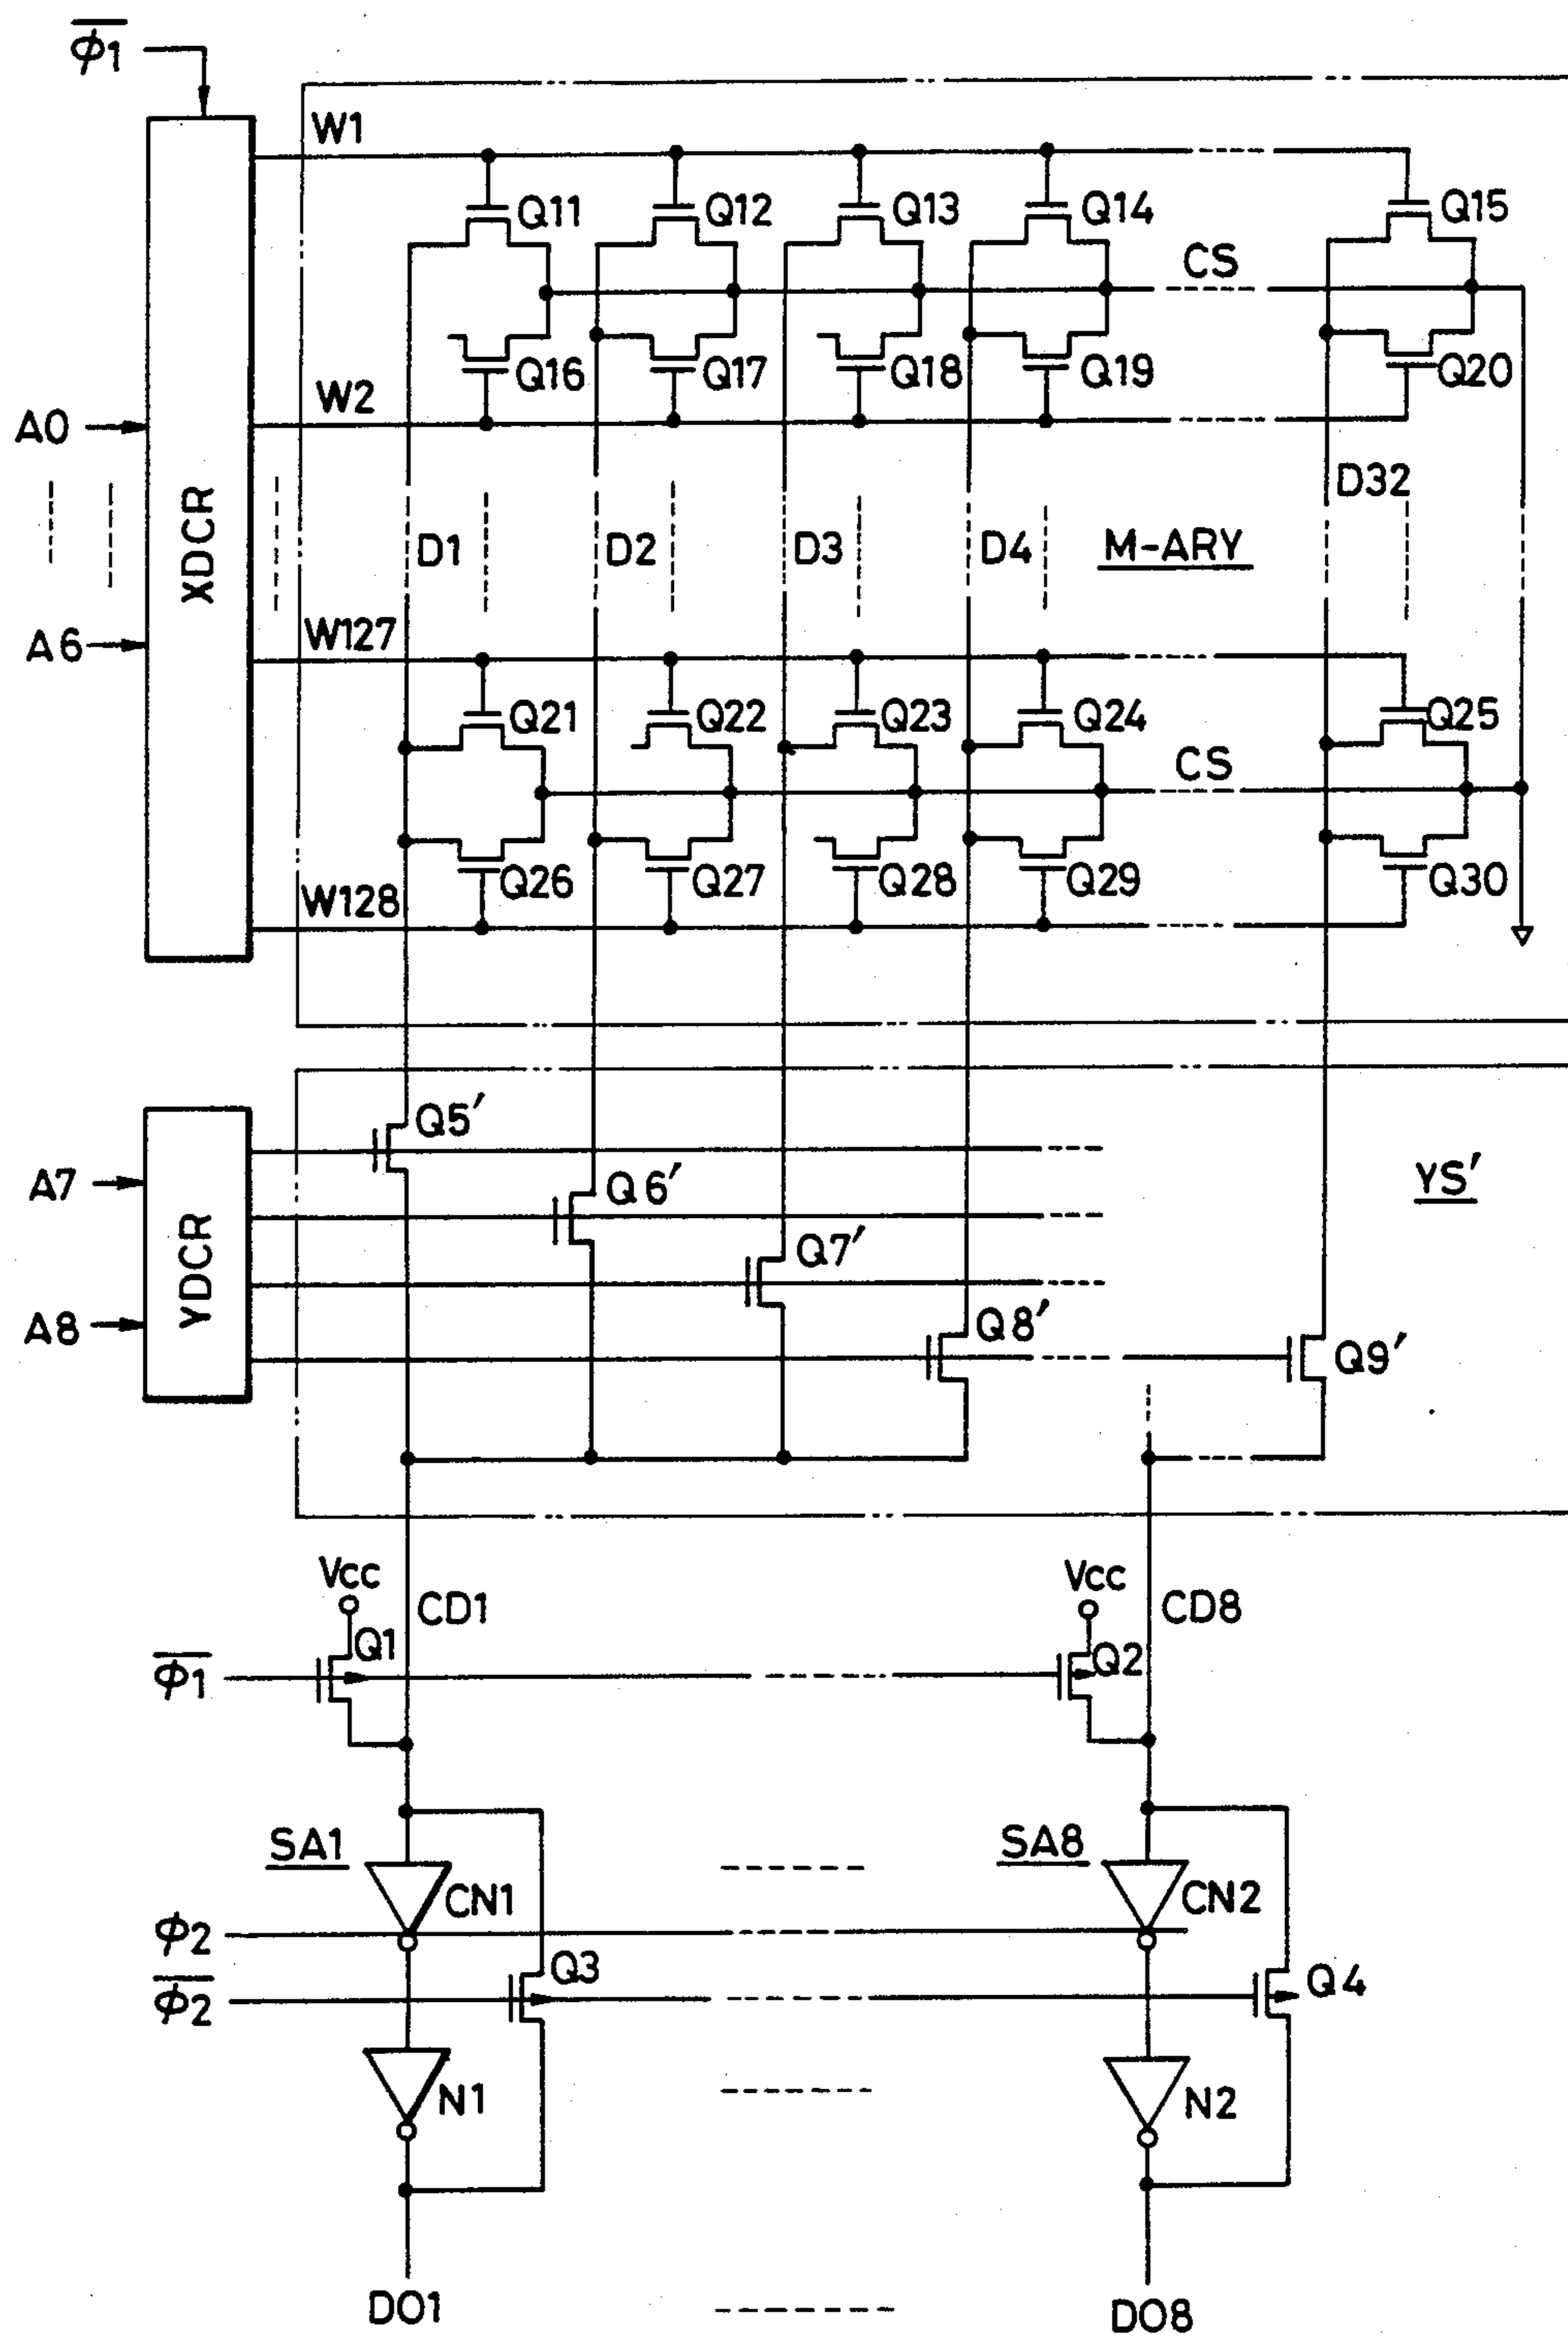 φ1
W1
Q11 Q12 Q13 Q14 Q15
CS
Q16 Q17 Q18 Q19 Q20
W2
A0
XDCR
D32
D1 D2 D3 D4 M-ARY
A6
W127
Q21 Q22 Q23 Q24 Q25
CS
Q26 Q27 Q28 Q29 Q30
W128
Q5′
A7
YS′
Q6′
YDCR
Q7′
A8
Q8′
Q9′
Vcc Vcc
CD1 CD8
Q1 Q2
φ1
SA1 SA8
CN1 CN2
φ2
Q3 Q4
φ2
N1 N2
DO1 DO8